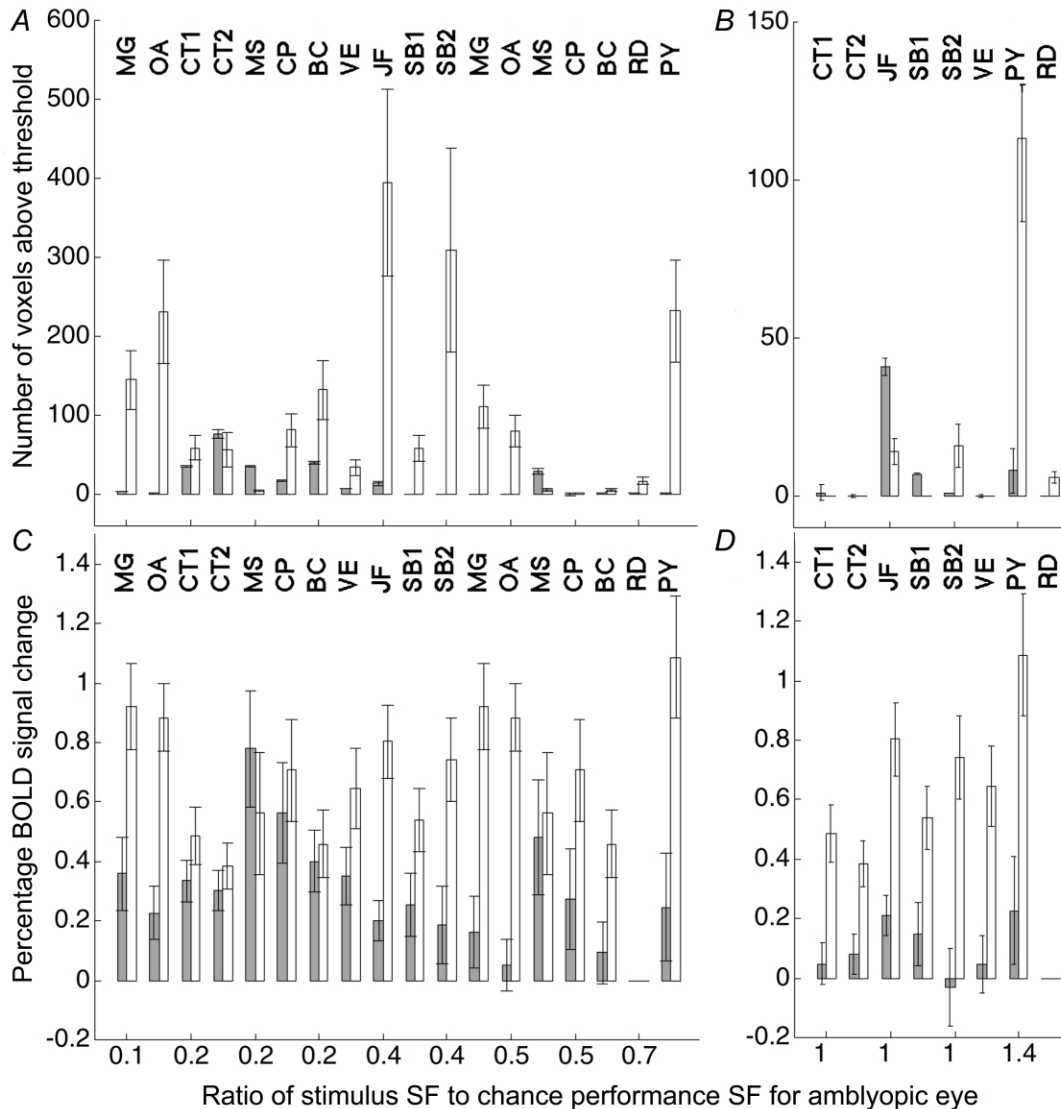 A
B
600
500
400
300
200
100
0
Number of voxels above threshold
MG OA CT1 CT2 MS CP BC VE JF SB1 SB2 MG OA MS CP BC RD PY
150
100
50
0
CT1 CT2 JF SB1 SB2 VE PY RD
C
D
1.4
1.2
1
0.8
0.6
0.4
0.2
0
-0.2
Percentage BOLD signal change
MG OA CT1 CT2 MS CP BC VE JF SB1 SB2 MG OA MS CP BC RD PY
0.1 0.2 0.2 0.2 0.4 0.4 0.5 0.5 0.7
1.4
1.2
1
0.8
0.6
0.4
0.2
0
-0.2
CT1 CT2 JF SB1 SB2 VE PY RD
1 1 1 1.4
Ratio of stimulus SF to chance performance SF for amblyopic eye